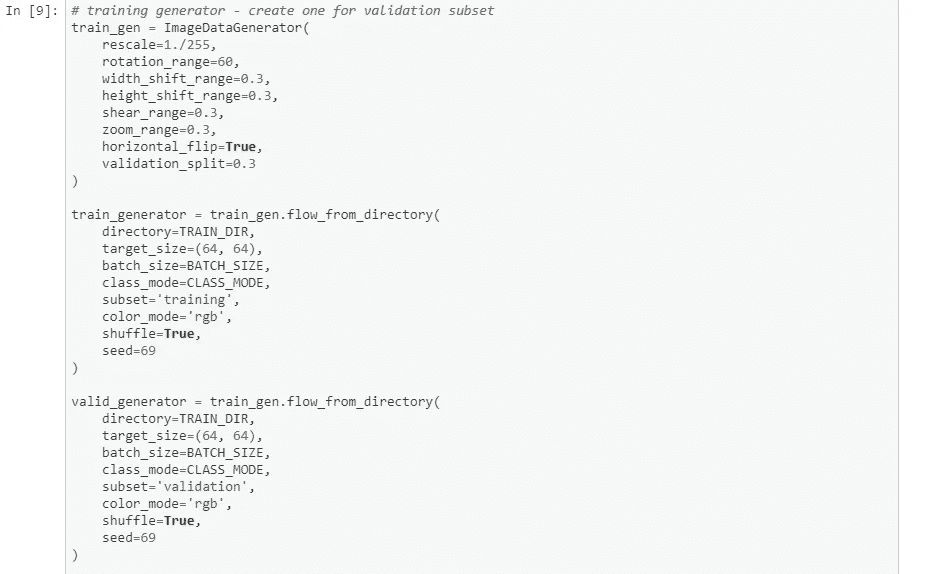 In [9]: # training generator - create one for validation subset
train_gen = ImageDataGenerator(
    rescale=1./255,
    rotation_range=60,
    width_shift_range=0.3,
    height_shift_range=0.3,
    shear_range=0.3,
    zoom_range=0.3,
    horizontal_flip=True,
    validation_split=0.3
)

train_generator = train_gen.flow_from_directory(
    directory=TRAIN_DIR,
    target_size=(64, 64),
    batch_size=BATCH_SIZE,
    class_mode=CLASS_MODE,
    subset='training',
    color_mode='rgb',
    shuffle=True,
    seed=69
)

valid_generator = train_gen.flow_from_directory(
    directory=TRAIN_DIR,
    target_size=(64, 64),
    batch_size=BATCH_SIZE,
    class_mode=CLASS_MODE,
    subset='validation',
    color_mode='rgb',
    shuffle=True,
    seed=69
)